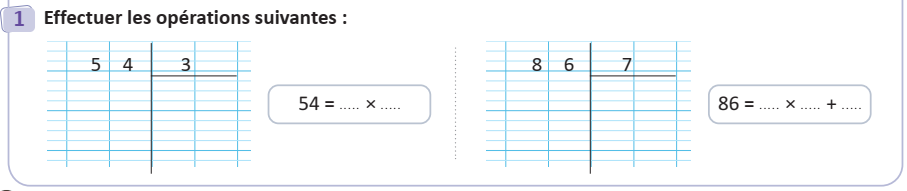 1 Effectuer les opérations suivantes :
5 4 3
54 = ..... × .....
8 6 7
86 = ..... × ..... + .....